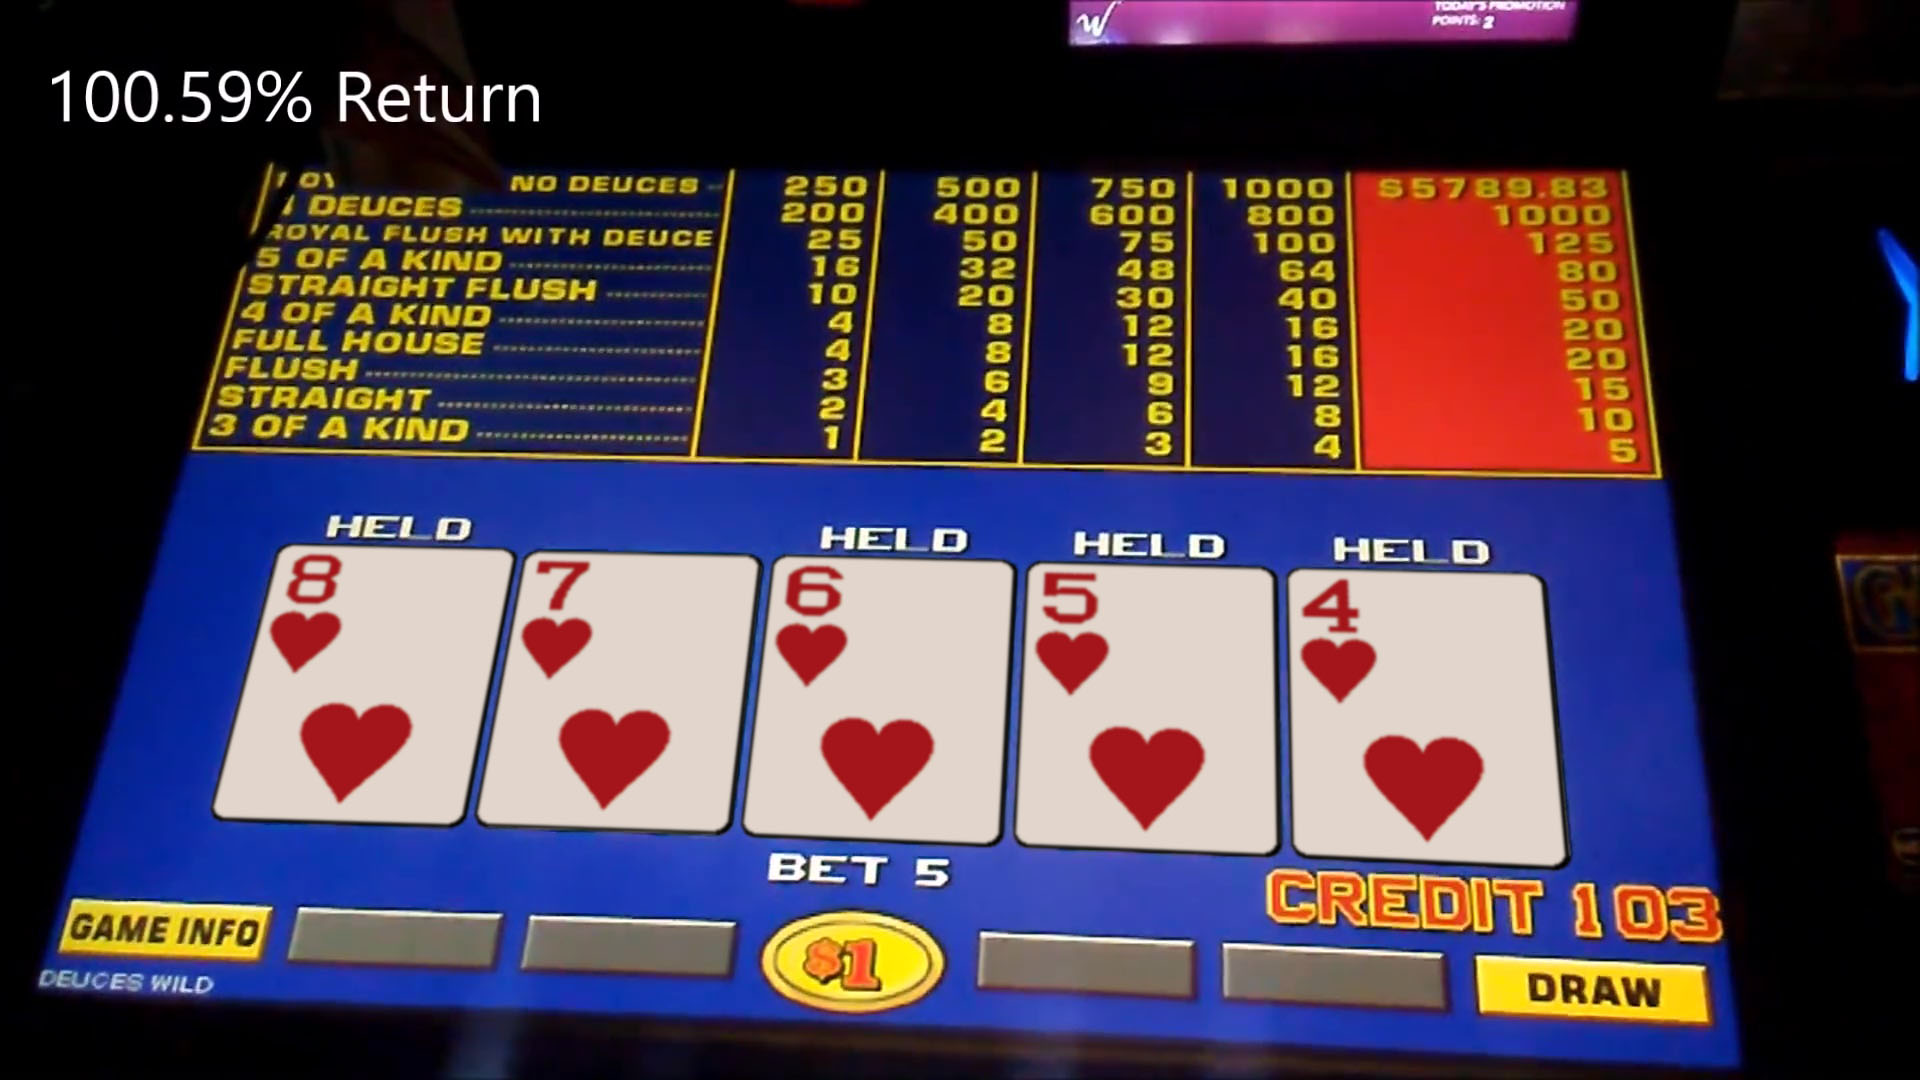 TODAY'S PROMOTION
POINTS: 2
100.59% Return
NO DEUCES 250 500 750 1000 $5789.83
4 DEUCES 200 400 600 800 1000
ROYAL FLUSH WITH DEUCE 25 50 75 100 125
5 OF A KIND 16 32 48 64 80
STRAIGHT FLUSH 10 20 30 40 50
4 OF A KIND 4 8 12 16 20
FULL HOUSE 4 8 12 16 20
FLUSH 3 6 9 12 15
STRAIGHT 2 4 6 8 10
3 OF A KIND 1 2 3 4 5
HELD HELD HELD HELD
8 7 6 5 4
BET 5
CREDIT 103
GAME INFO $1 DRAW
DEUCES WILD